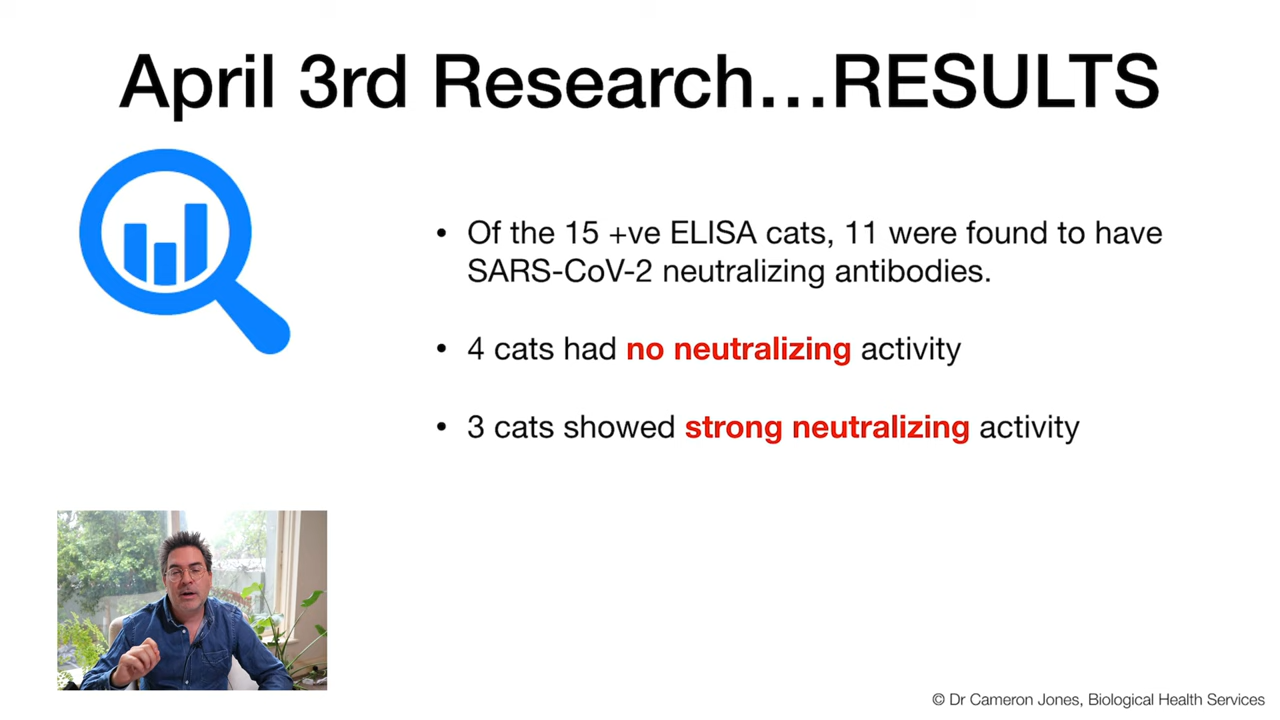 April 3rd Research…RESULTS
• Of the 15 +ve ELISA cats, 11 were found to have
SARS-CoV-2 neutralizing antibodies.
• 4 cats had no neutralizing activity
• 3 cats showed strong neutralizing activity
© Dr Cameron Jones, Biological Health Services